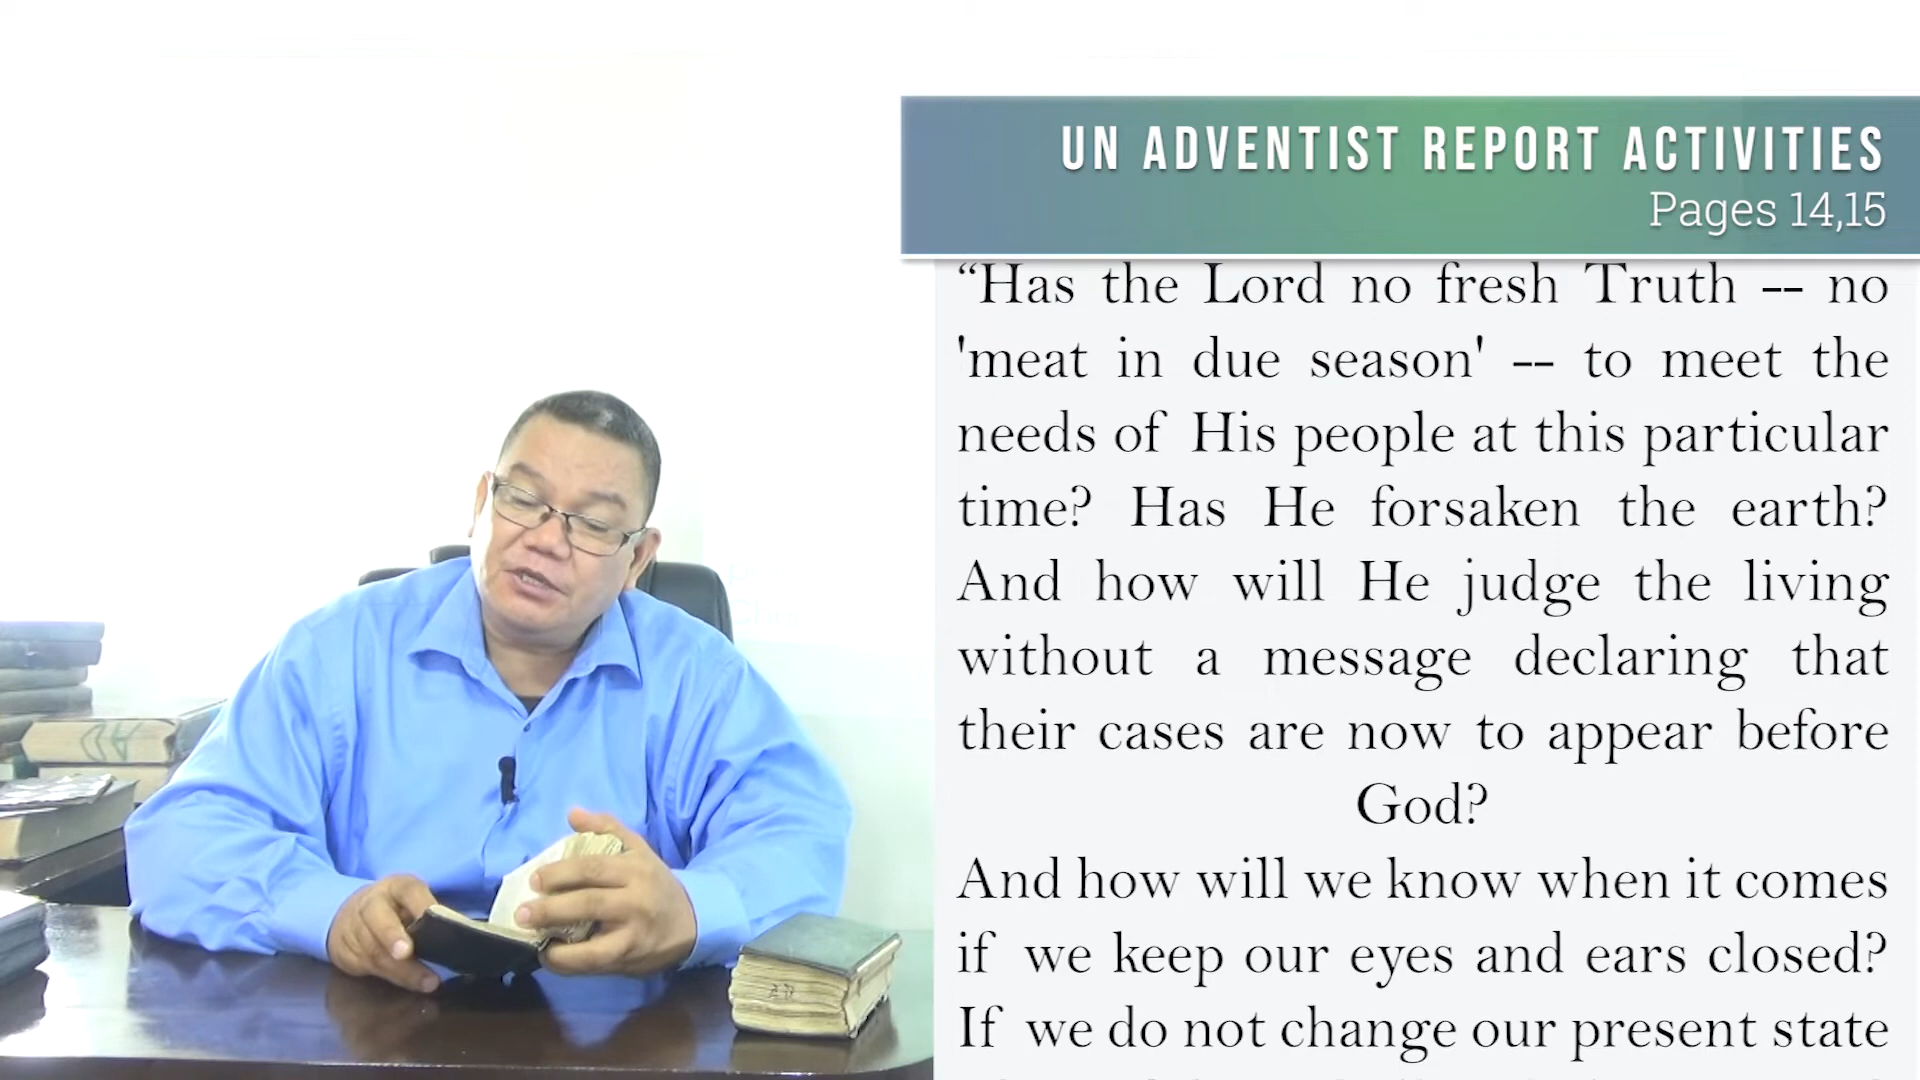 UN ADVENTIST REPORT ACTIVITIES
Pages 14,15
“Has the Lord no fresh Truth -- no
'meat in due season' -- to meet the
needs of His people at this particular
time? Has He forsaken the earth?
And how will He judge the living
without a message declaring that
their cases are now to appear before
God?
And how will we know when it comes
if we keep our eyes and ears closed?
If we do not change our present state